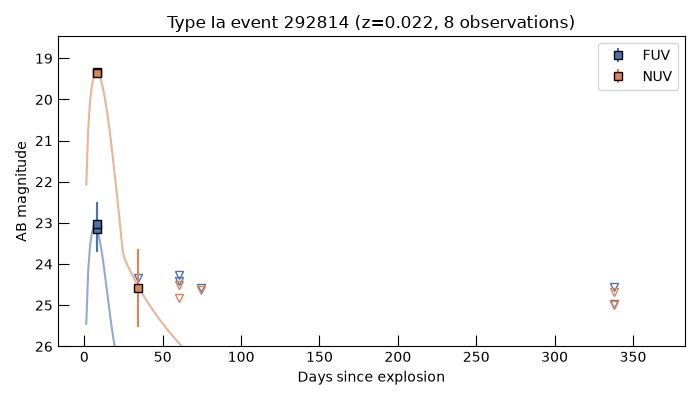 Type Ia event 292814 (z=0.022, 8 observations)
FUV
NUV
AB magnitude
19
20
21
22
23
24
25
26
0 50 100 150 200 250 300 350
Days since explosion